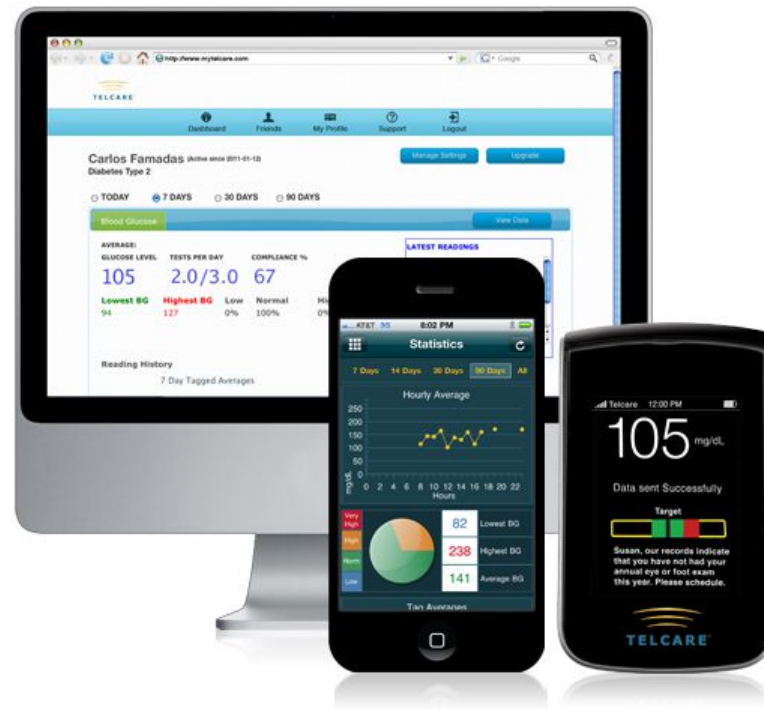 http://www.mytelcare.com
Google
TELCARE
Dashboard Friends My Profile Support Logout
Carlos Famadas (Active since 2011-01-12)
Manage Settings Upgrade
Diabetes Type 2
TODAY 7 DAYS 30 DAYS 90 DAYS
Blood Glucose View Data
AVERAGE:
GLUCOSE LEVEL TESTS PER DAY COMPLIANCE %
LATEST READINGS
105 2.0/3.0 67
Lowest BG Highest BG Low Normal
94 127 0% 100% 0%
Reading History
7 Day Tagged Averages
AT&T 3G 8:02 PM
Statistics
7 Days 14 Days 30 Days 90 Days All
Hourly Average
250
200
150
100
50
0
mg/dL
0 2 4 6 8 10 12 14 16 18 20 22
Hours
Very High
High
Norm
Low
82 Lowest BG
238 Highest BG
141 Average BG
Tag Averages
Telcare 12:00 PM
105 mg/dL
Data sent Successfully
Target
Susan, our records indicate
that you have not had your
annual eye or foot exam
this year. Please schedule.
TELCARE